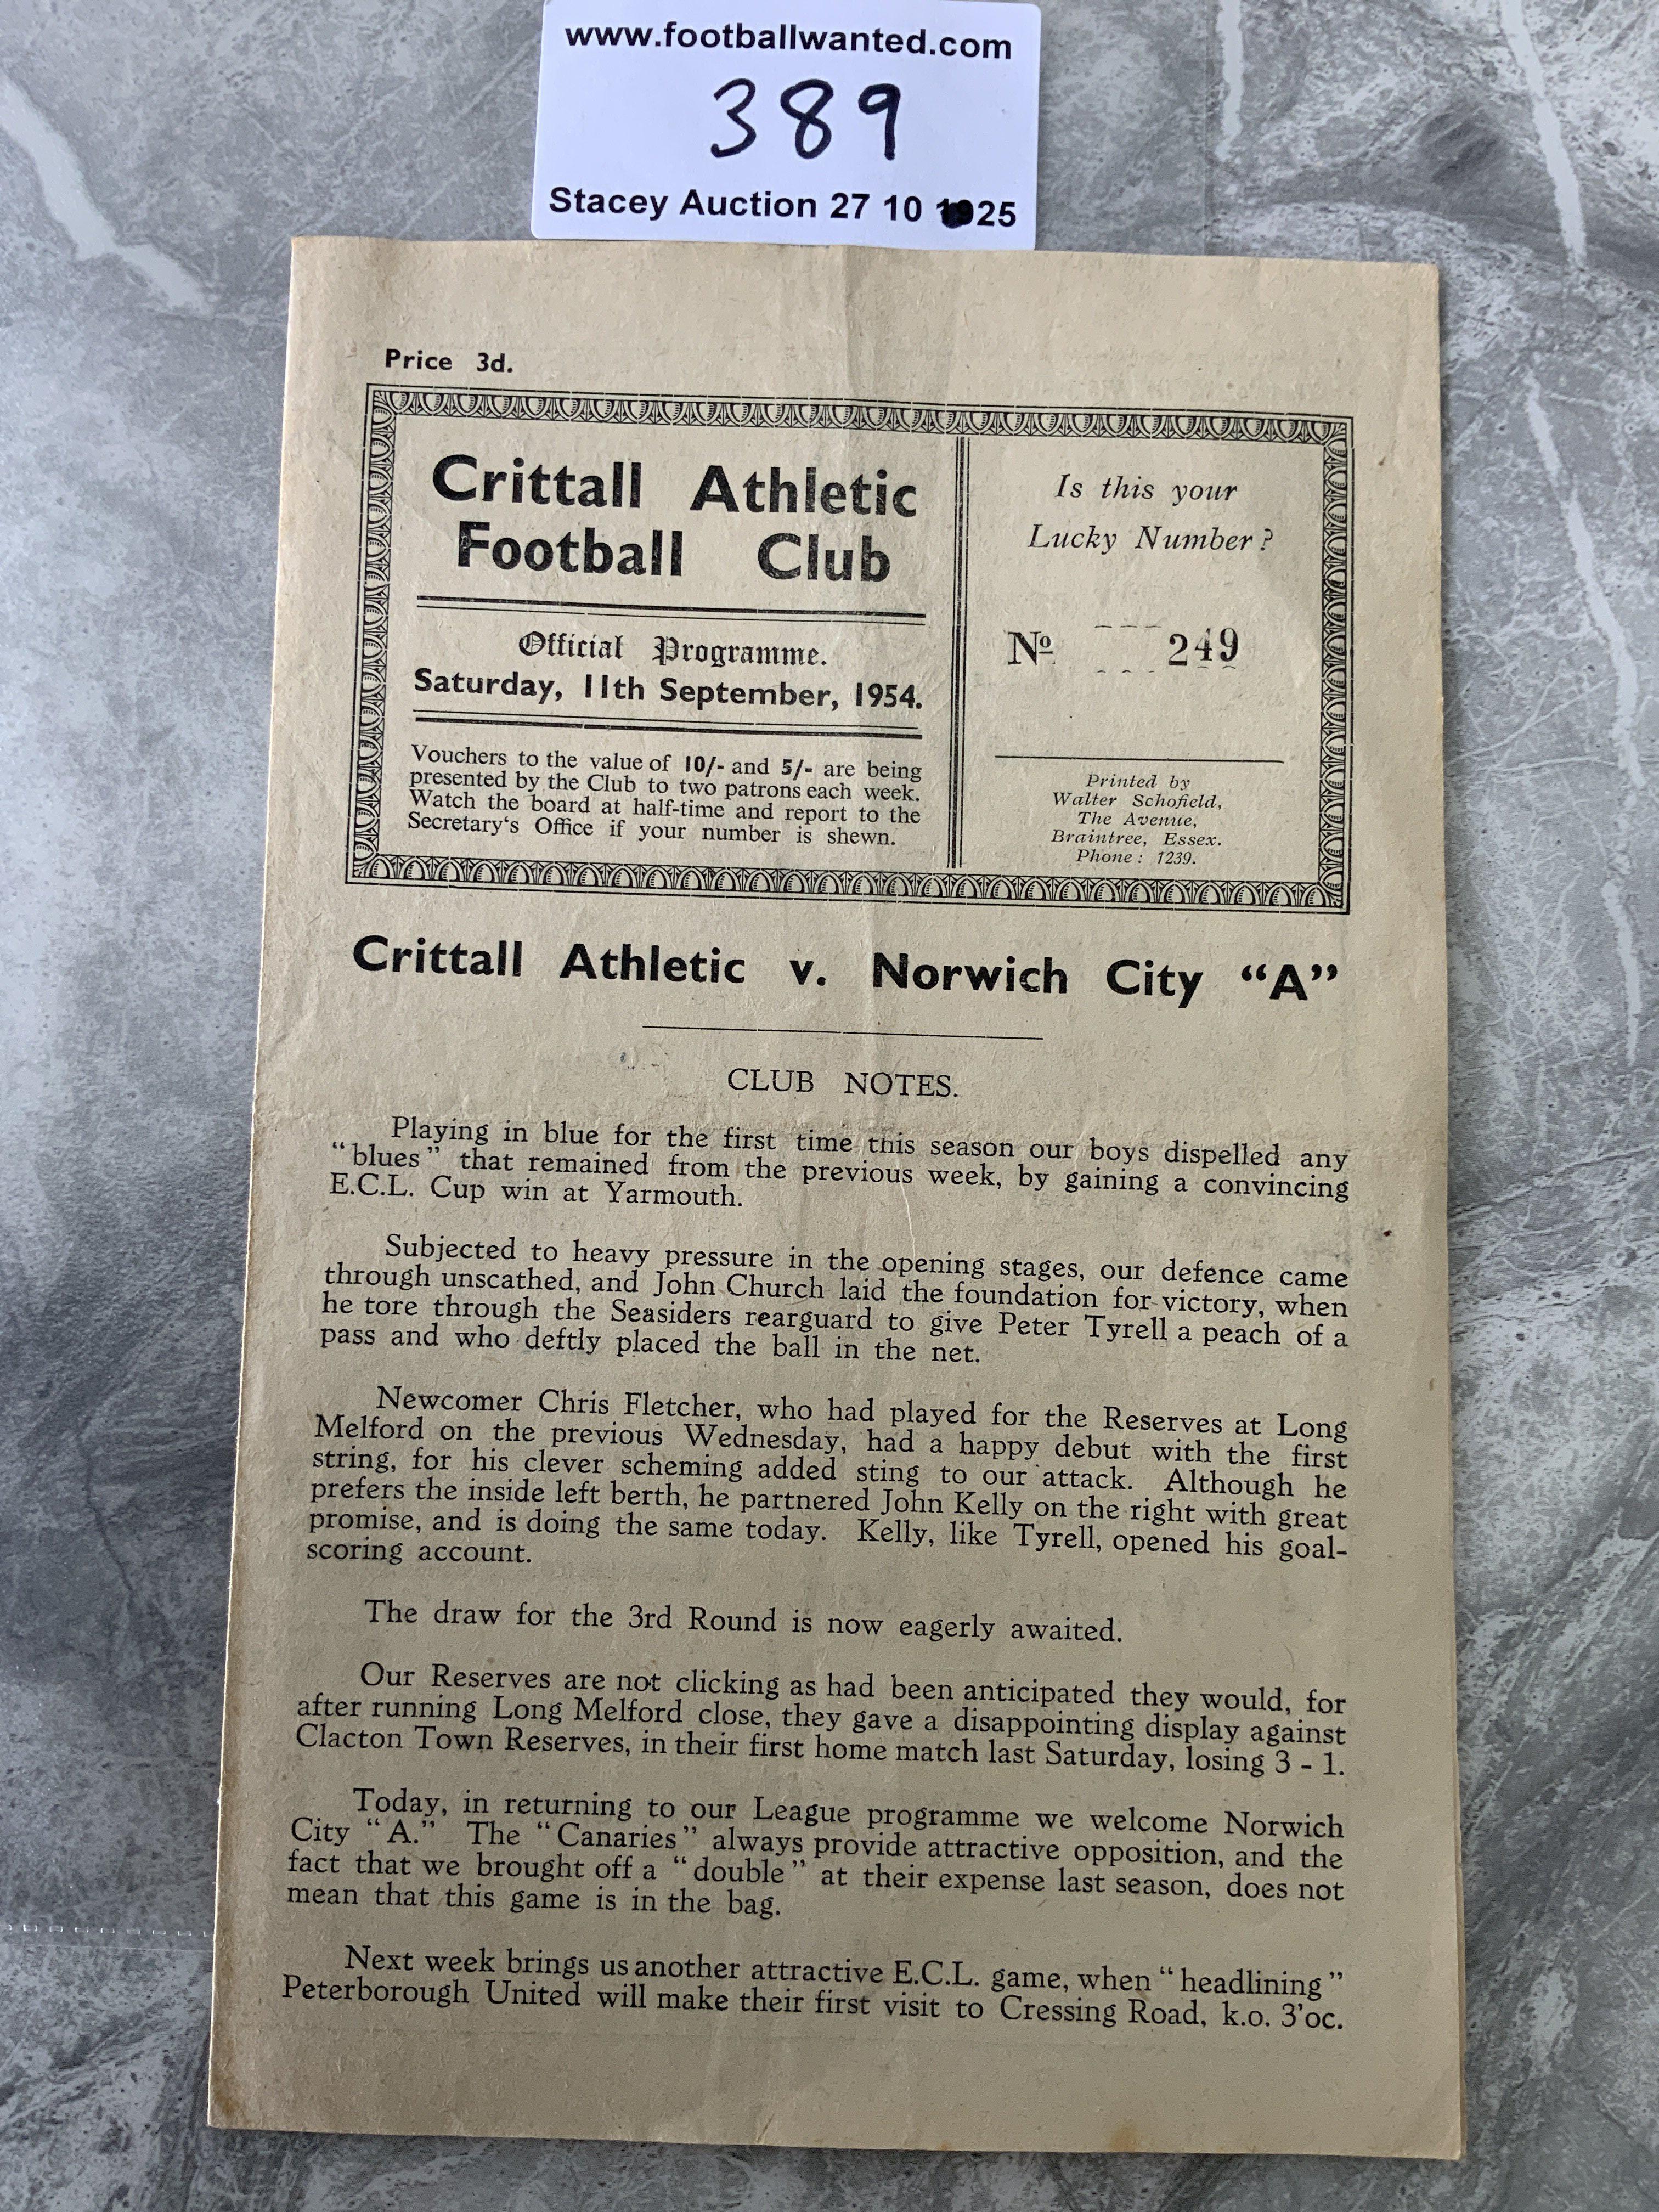 www.footballwanted.com
389
Stacey Auction 27 10 25
Price 3d.
Crittall Athletic
Football Club
Official Programme.
Saturday, 11th September, 1954.
Vouchers to the value of 10/- and 5/- are being
presented by the Club to two patrons each week.
Watch the board at half-time and report to the
Secretary's Office if your number is shewn.
Is this your
Lucky Number?
Nº 249
Printed by
Walter Schofield,
The Avenue,
Braintree, Essex.
Phone: 1239.
Crittall Athletic v. Norwich City "A"
CLUB NOTES.
Playing in blue for the first time this season our boys dispelled any
"blues" that remained from the previous week, by gaining a convincing
E.C.L. Cup win at Yarmouth.
Subjected to heavy pressure in the opening stages, our defence came
through unscathed, and John Church laid the foundation for victory, when
he tore through the Seasiders rearguard to give Peter Tyrell a peach of a
pass and who deftly placed the ball in the net.
Newcomer Chris Fletcher, who had played for the Reserves at Long
Melford on the previous Wednesday, had a happy debut with the first
string, for his clever scheming added sting to our attack. Although he
prefers the inside left berth, he partnered John Kelly on the right with great
promise, and is doing the same today. Kelly, like Tyrell, opened his goal-
scoring account.
The draw for the 3rd Round is now eagerly awaited.
Our Reserves are not clicking as had been anticipated they would, for
after running Long Melford close, they gave a disappointing display against
Clacton Town Reserves, in their first home match last Saturday, losing 3 - 1.
Today, in returning to our League programme we welcome Norwich
City "A." The "Canaries" always provide attractive opposition, and the
fact that we brought off a "double" at their expense last season, does not
mean that this game is in the bag.
Next week brings us another attractive E.C.L. game, when "headlining"
Peterborough United will make their first visit to Cressing Road, k.o. 3'oc.